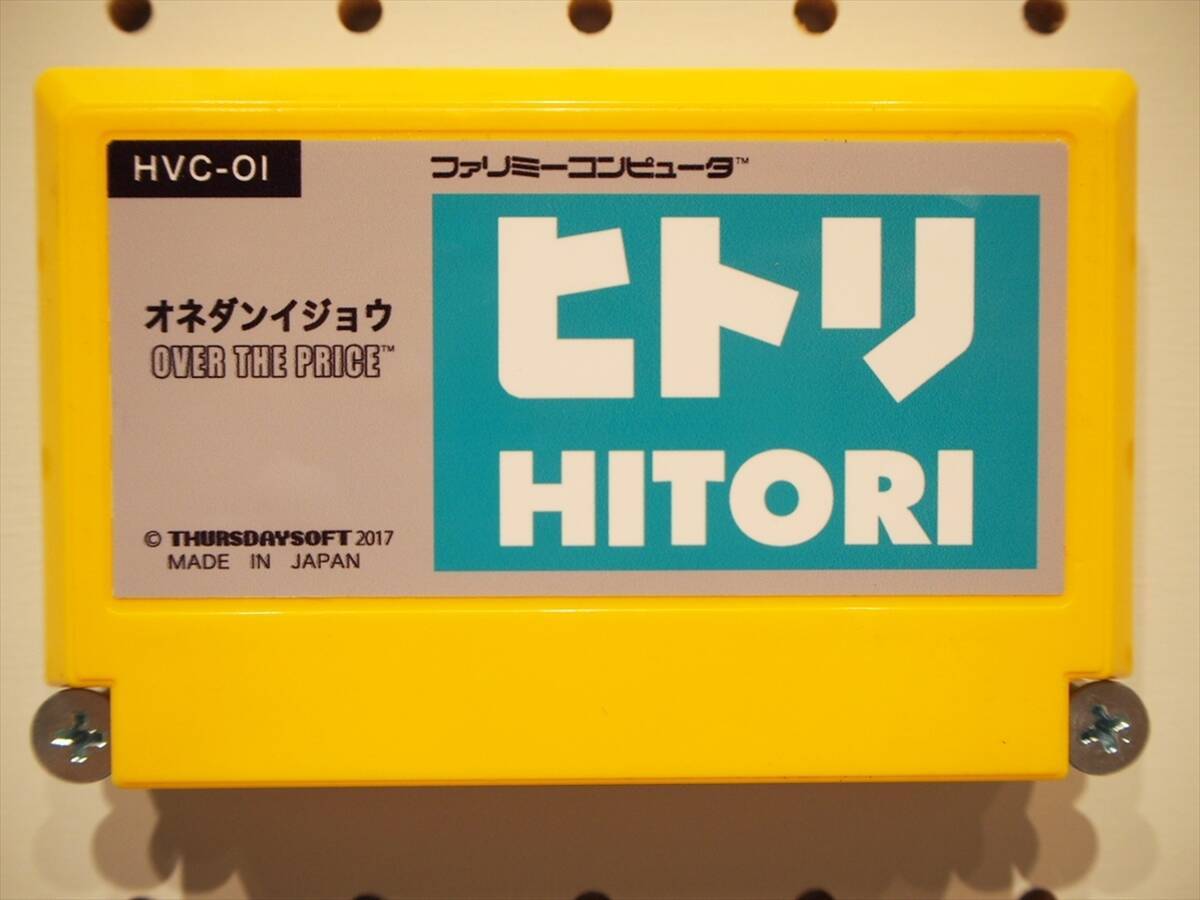 HVC-01
ファリミーコンピュータ™
オネダンイジョウ
OVER THE PRICE™
ヒトリ
HITORI
© THURSDAYSOFT 2017
MADE IN JAPAN